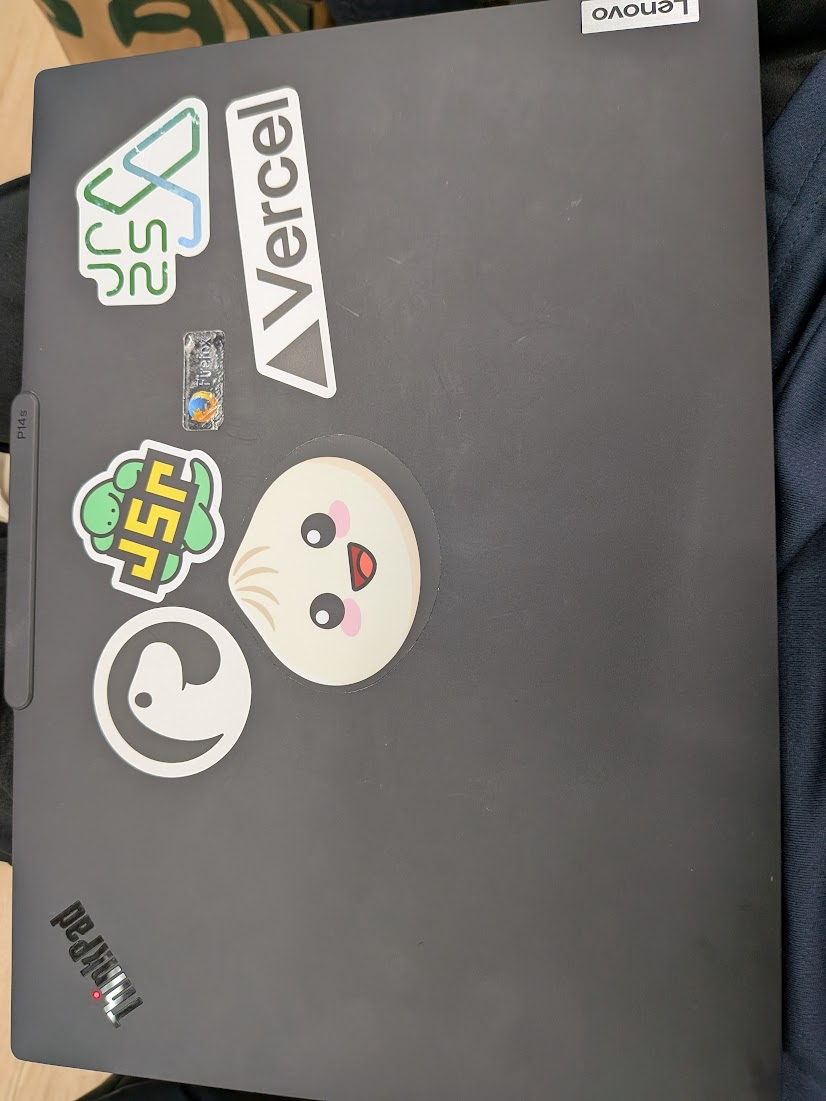 Lenovo
Vercel
Firefox
JSR
P14s
ThinkPad